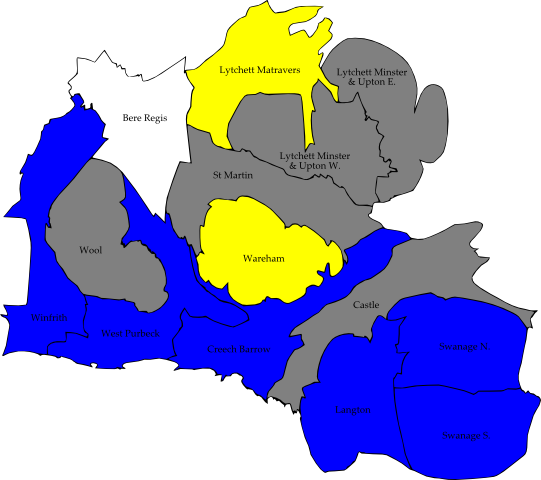 Lytchett Matravers
Lytchett Minster
& Upton E.
Bere Regis
Lytchett Minster
& Upton W.
St Martin
Wool
Wareham
Castle
Winfrith
West Purbeck
Creech Barrow
Swanage N.
Langton
Swanage S.